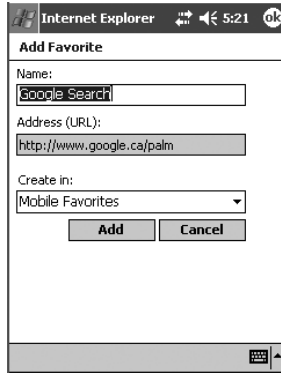 Internet Explorer 5:21 ok
Add Favorite
Name:
Google Search
Address (URL):
http://www.google.ca/palm
Create in:
Mobile Favorites
Add Cancel